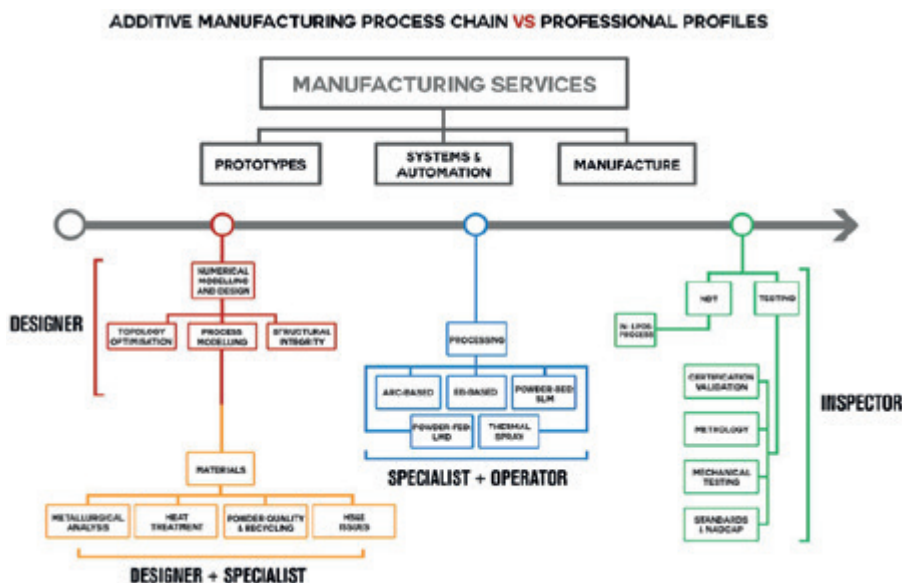 ADDITIVE MANUFACTURING PROCESS CHAIN VS PROFESSIONAL PROFILES
MANUFACTURING SERVICES
PROTOTYPES
SYSTEMS &
AUTOMATION
MANUFACTURE
DESIGNER
NUMERICAL
MODELLING
AND DESIGN
TOPOLOGY
OPTIMISATION
PROCESS
MODELLING
STRUCTURAL
INTEGRITY
MATERIALS
METALLURGICAL
ANALYSIS
HEAT
TREATMENT
POWDER QUALITY
& RECYCLING
ISSUES
DESIGNER + SPECIALIST
PROCESSING
ARC-BASED
EB-BASED
POWDER-BED
SLM
POWDER-FED
LMD
THERMAL
SPRAY
SPECIALIST + OPERATOR
NDT
TESTING
PROCESS
CERTIFICATION
VALIDATION
METROLOGY
MECHANICAL
TESTING
STANDARDS
& NADCAP
INSPECTOR